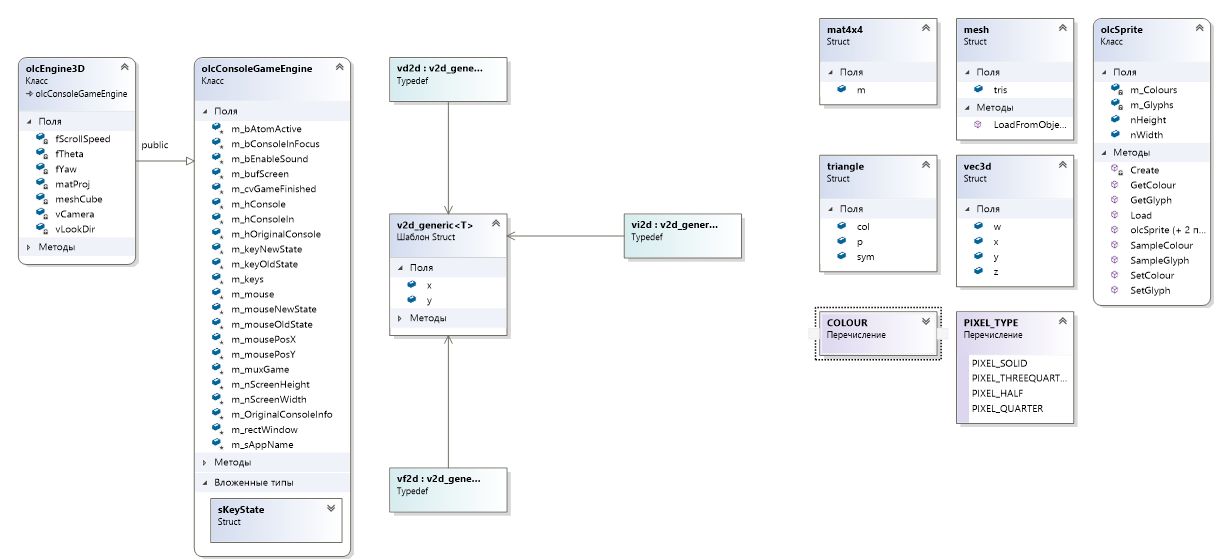 olcEngine3D
Класс
olcConsoleGameEngine
Поля
fScrollSpeed
fTheta
fYaw
matProj
meshCube
vCamera
vLookDir
Методы
public
olcConsoleGameEngine
Класс
Поля
m_bAtomActive
m_bConsoleInFocus
m_bEnableSound
m_bufScreen
m_cvGameFinished
m_hConsole
m_hConsoleIn
m_hOriginalConsole
m_keyNewState
m_keyOldState
m_keys
m_mouse
m_mouseNewState
m_mouseOldState
m_mousePosX
m_mousePosY
m_muxGame
m_nScreenHeight
m_nScreenWidth
m_OriginalConsoleInfo
m_rectWindow
m_sAppName
Методы
Вложенные типы
sKeyState
Struct
vd2d : v2d_gene...
Typedef
v2d_generic<T>
Шаблон Struct
Поля
x
y
Методы
vf2d : v2d_gene...
Typedef
vi2d : v2d_gener...
Typedef
mat4x4
Struct
Поля
m
mesh
Struct
Поля
tris
Методы
LoadFromObje...
olcSprite
Класс
Поля
m_Colours
m_Glyphs
nHeight
nWidth
Методы
Create
GetColour
GetGlyph
Load
olcSprite (+ 2 п...
SampleColour
SampleGlyph
SetColour
SetGlyph
triangle
Struct
Поля
col
p
sym
vec3d
Struct
Поля
w
x
y
z
COLOUR
Перечисление
PIXEL_TYPE
Перечисление
PIXEL_SOLID
PIXEL_THREEQUART...
PIXEL_HALF
PIXEL_QUARTER